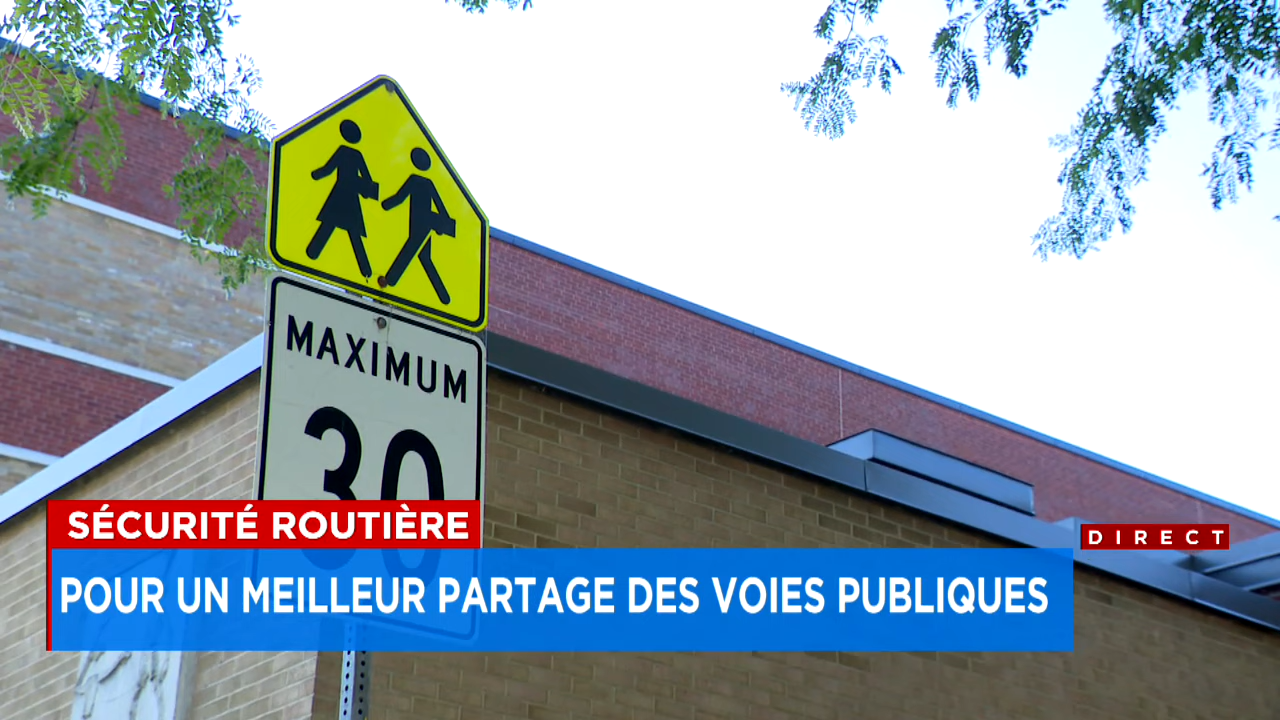 MAXIMUM
30
SÉCURITÉ ROUTIÈRE
DIRECT
POUR UN MEILLEUR PARTAGE DES VOIES PUBLIQUES